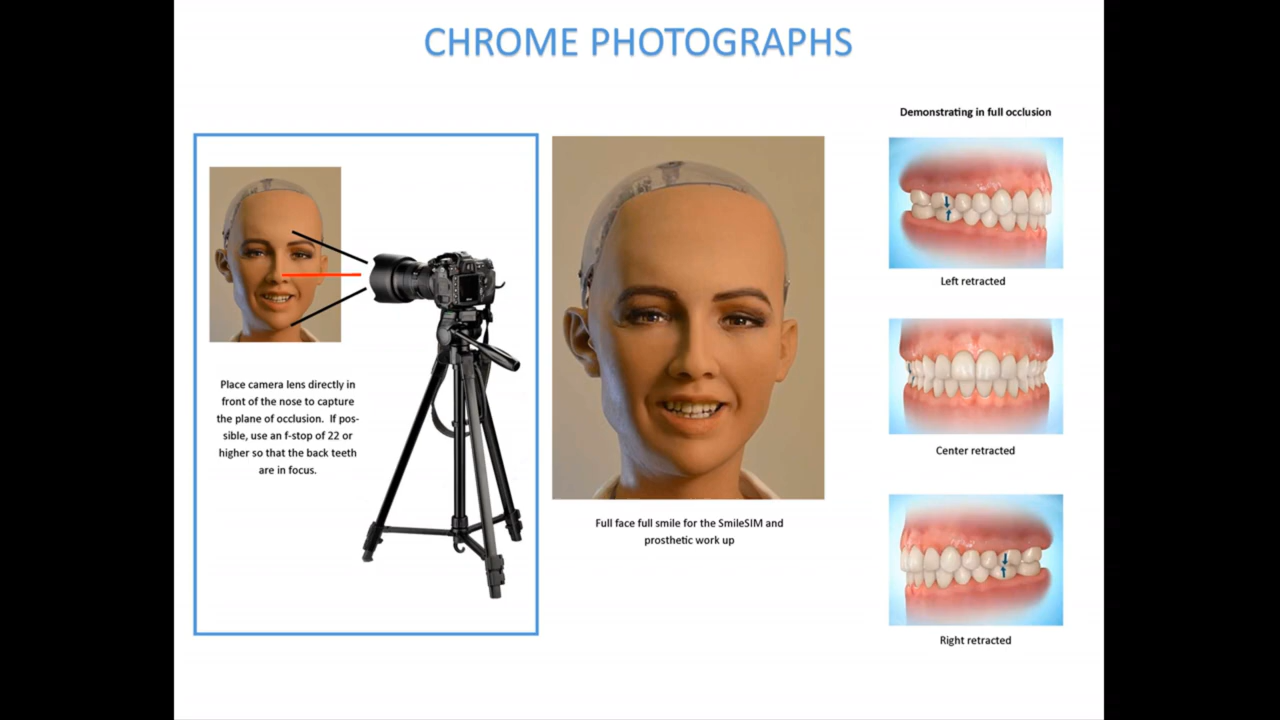 CHROME PHOTOGRAPHS
Place camera lens directly in
front of the nose to capture
the plane of occlusion.  If pos-
sible, use an f-stop of 22 or
higher so that the back teeth
are in focus.
Full face full smile for the SmileSIM and
prosthetic work up
Demonstrating in full occlusion
Left retracted
Center retracted
Right retracted